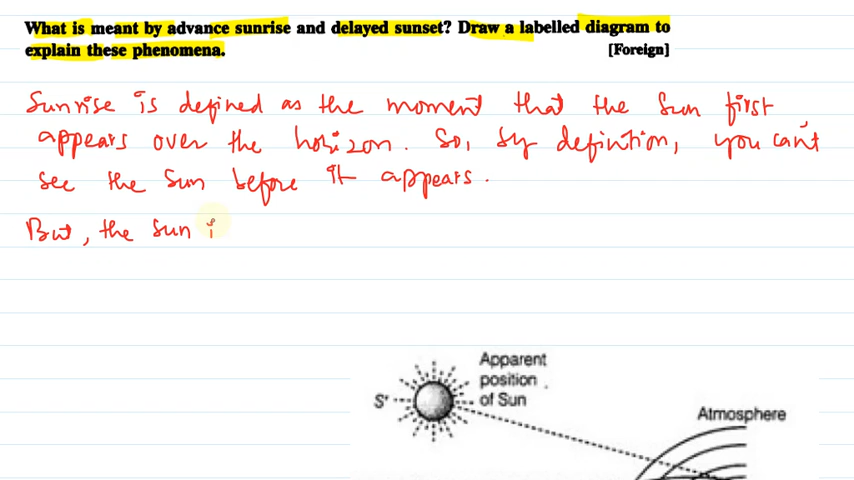 What is meant by advance sunrise and delayed sunset? Draw a labelled diagram to
explain these phenomena. [Foreign]
Sunrise is defined as the moment that the Sun first,
appears over the horizon. So, by definition, you can't
see the Sun before it appears.
But, the Sun i
Apparent
position
of Sun
S'
Atmosphere